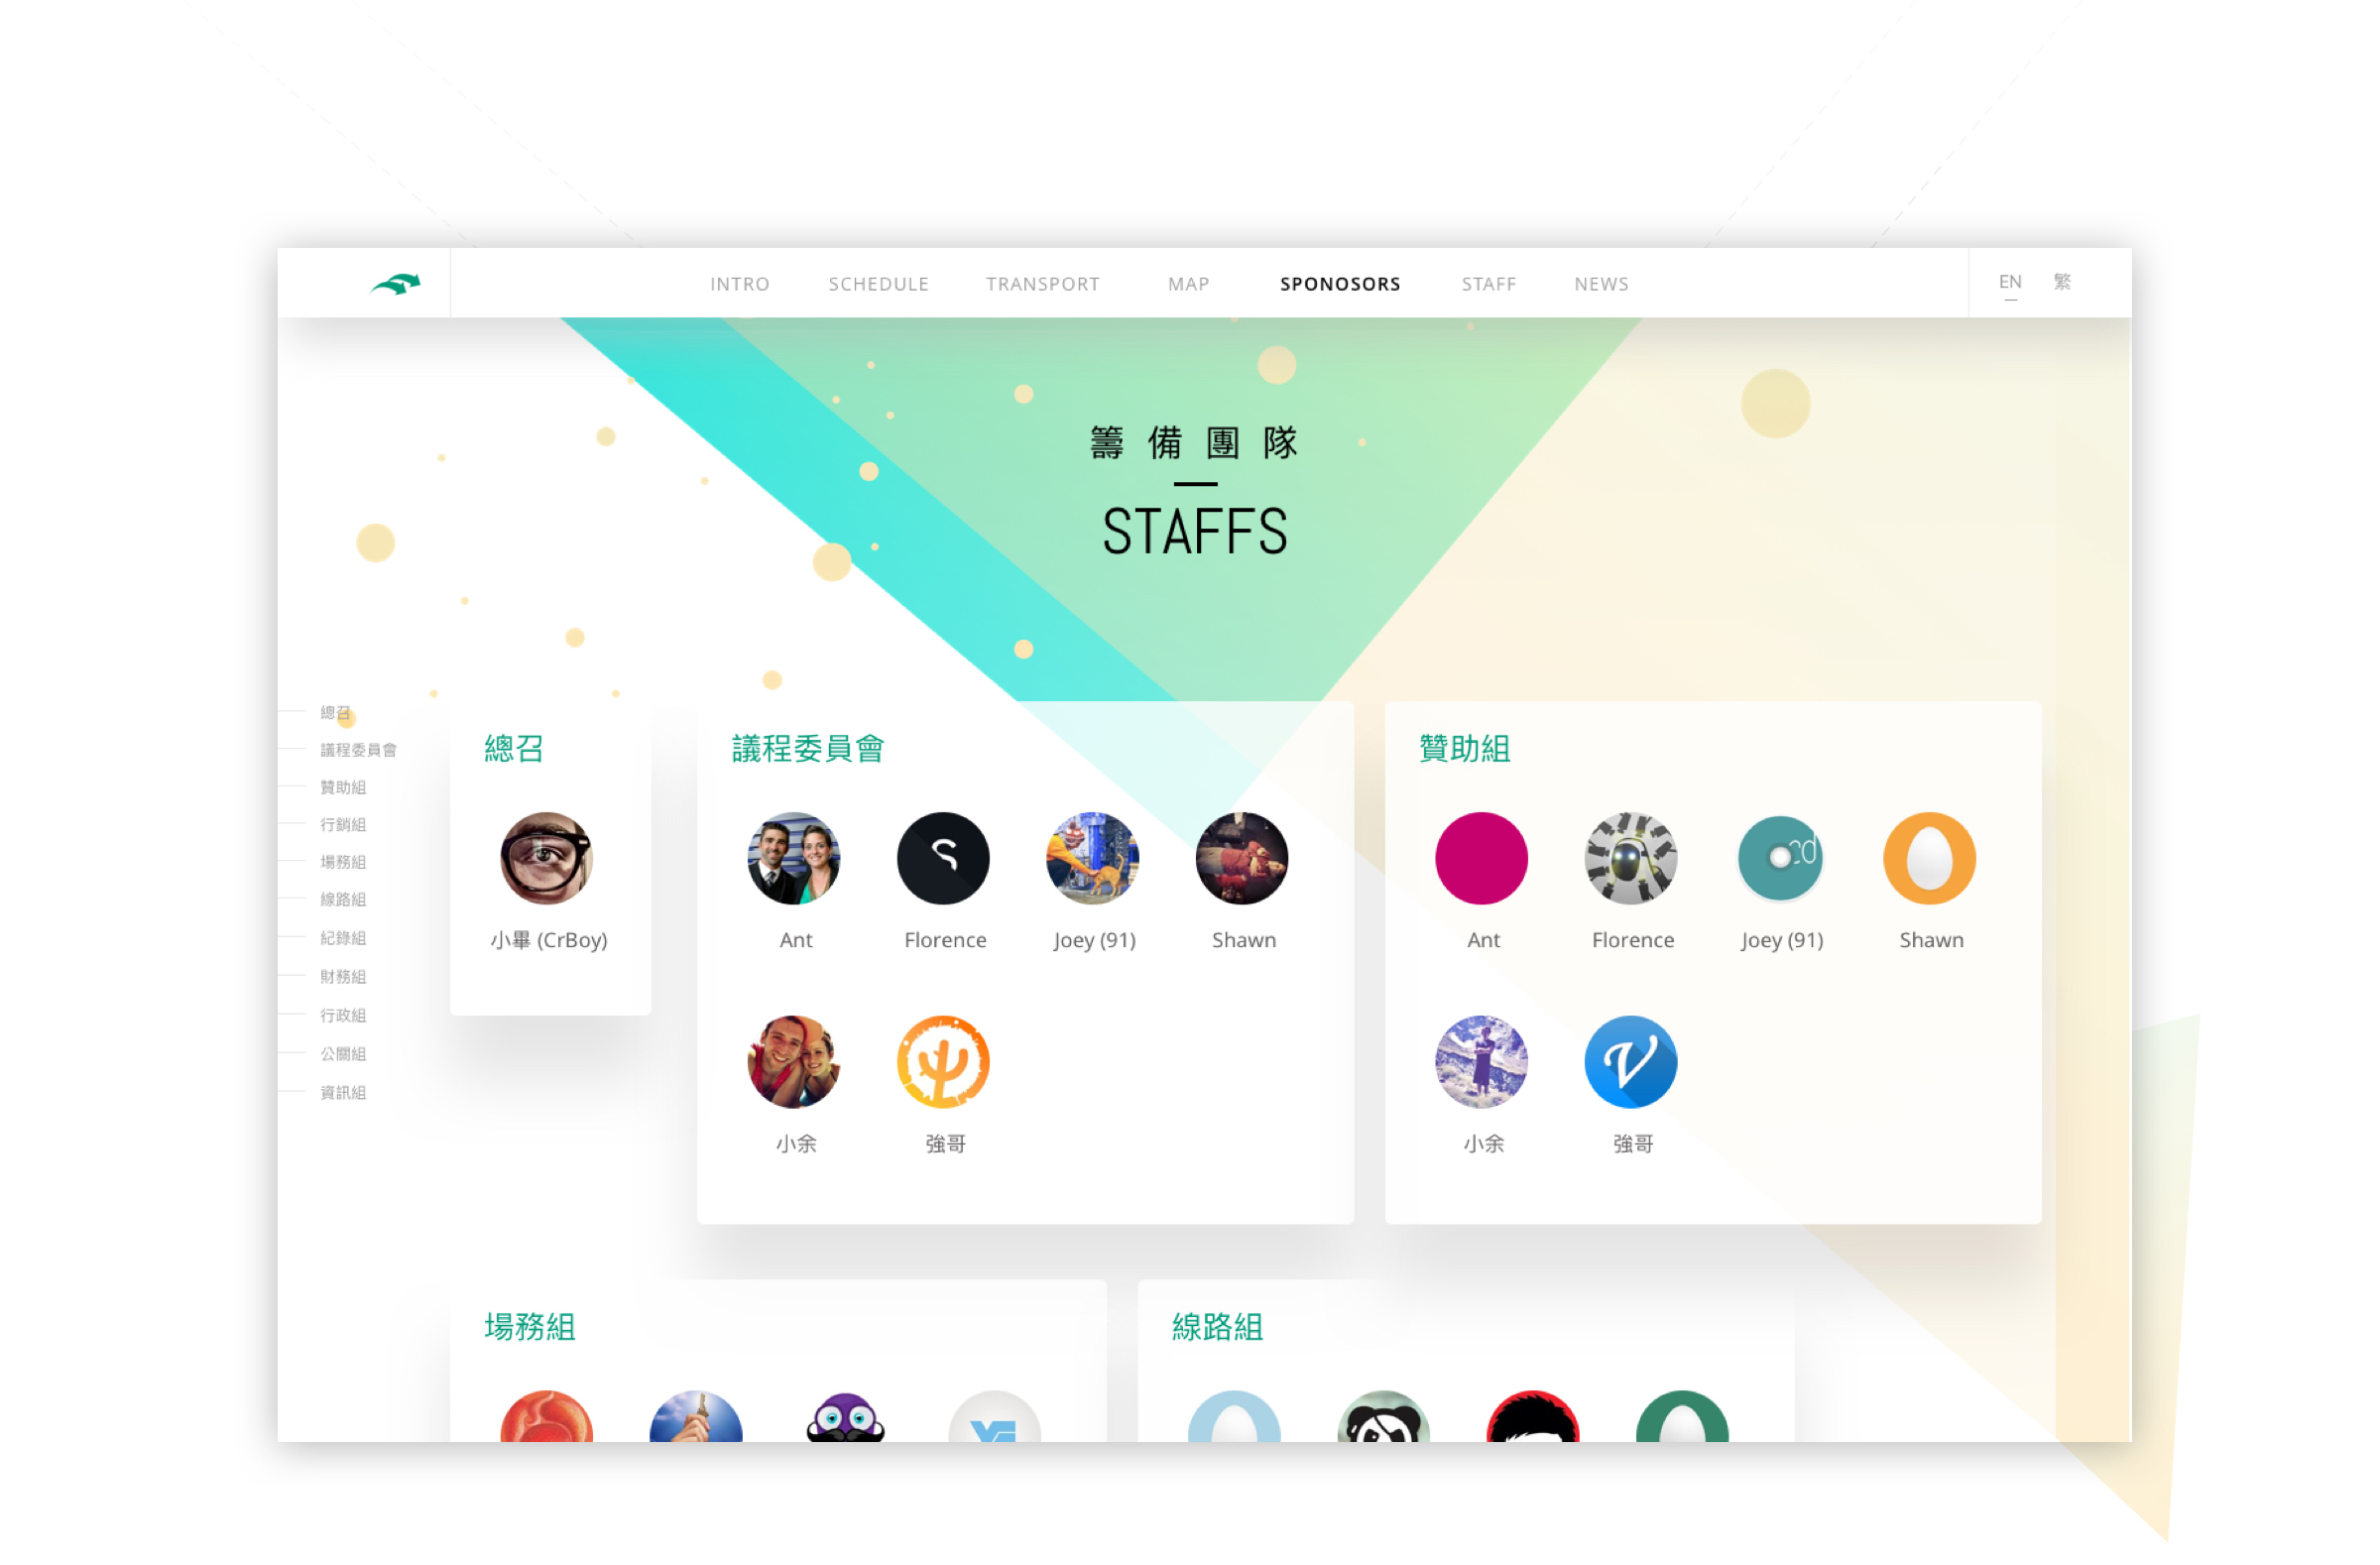 INTRO SCHEDULE TRANSPORT MAP SPONOSORS STAFF NEWS EN 繁
籌備團隊
STAFFS
總召
議程委員會
贊助組
行銷組
場務組
線路組
紀錄組
財務組
行政組
公關組
資訊組
總召
小畢 (CrBoy)
議程委員會
Ant Florence Joey (91) Shawn
小余 強哥
贊助組
cd
Ant Florence Joey (91) Shawn
小余 強哥
場務組
線路組